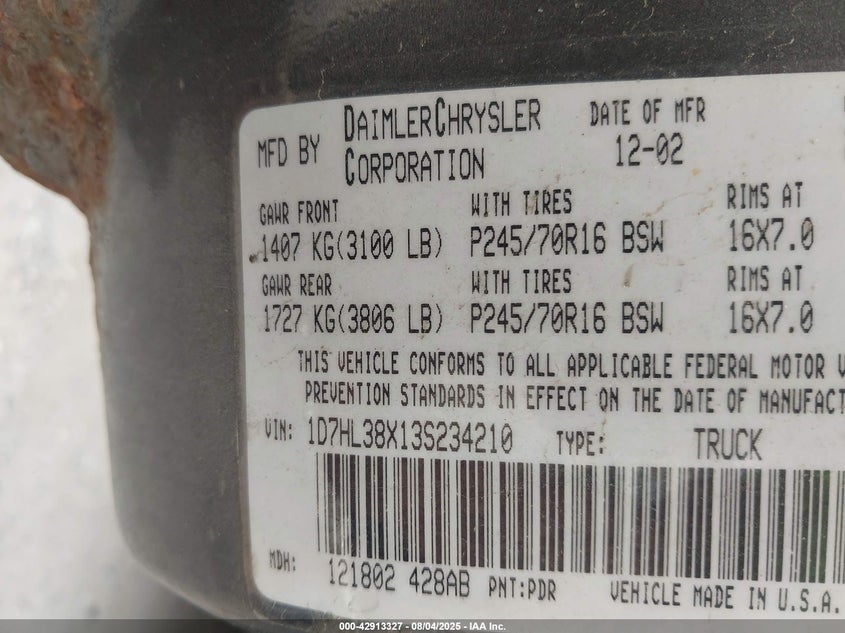 MFD BY DAIMLERCHRYSLER CORPORATION DATE OF MFR 12-02
GAWR FRONT WITH TIRES RIMS AT
1407 KG(3100 LB) P245/70R16 BSW 16X7.0
GAWR REAR WITH TIRES RIMS AT
1727 KG(3806 LB) P245/70R16 BSW 16X7.0
THIS VEHICLE CONFORMS TO ALL APPLICABLE FEDERAL MOTOR V
PREVENTION STANDARDS IN EFFECT ON THE DATE OF MANUFACT
VIN: 1D7HL38X13S234210 TYPE: TRUCK
MDH: 121802 428AB PNT:PDR VEHICLE MADE IN U.S.A.
000-42913327 - 08/04/2025 - IAA Inc.